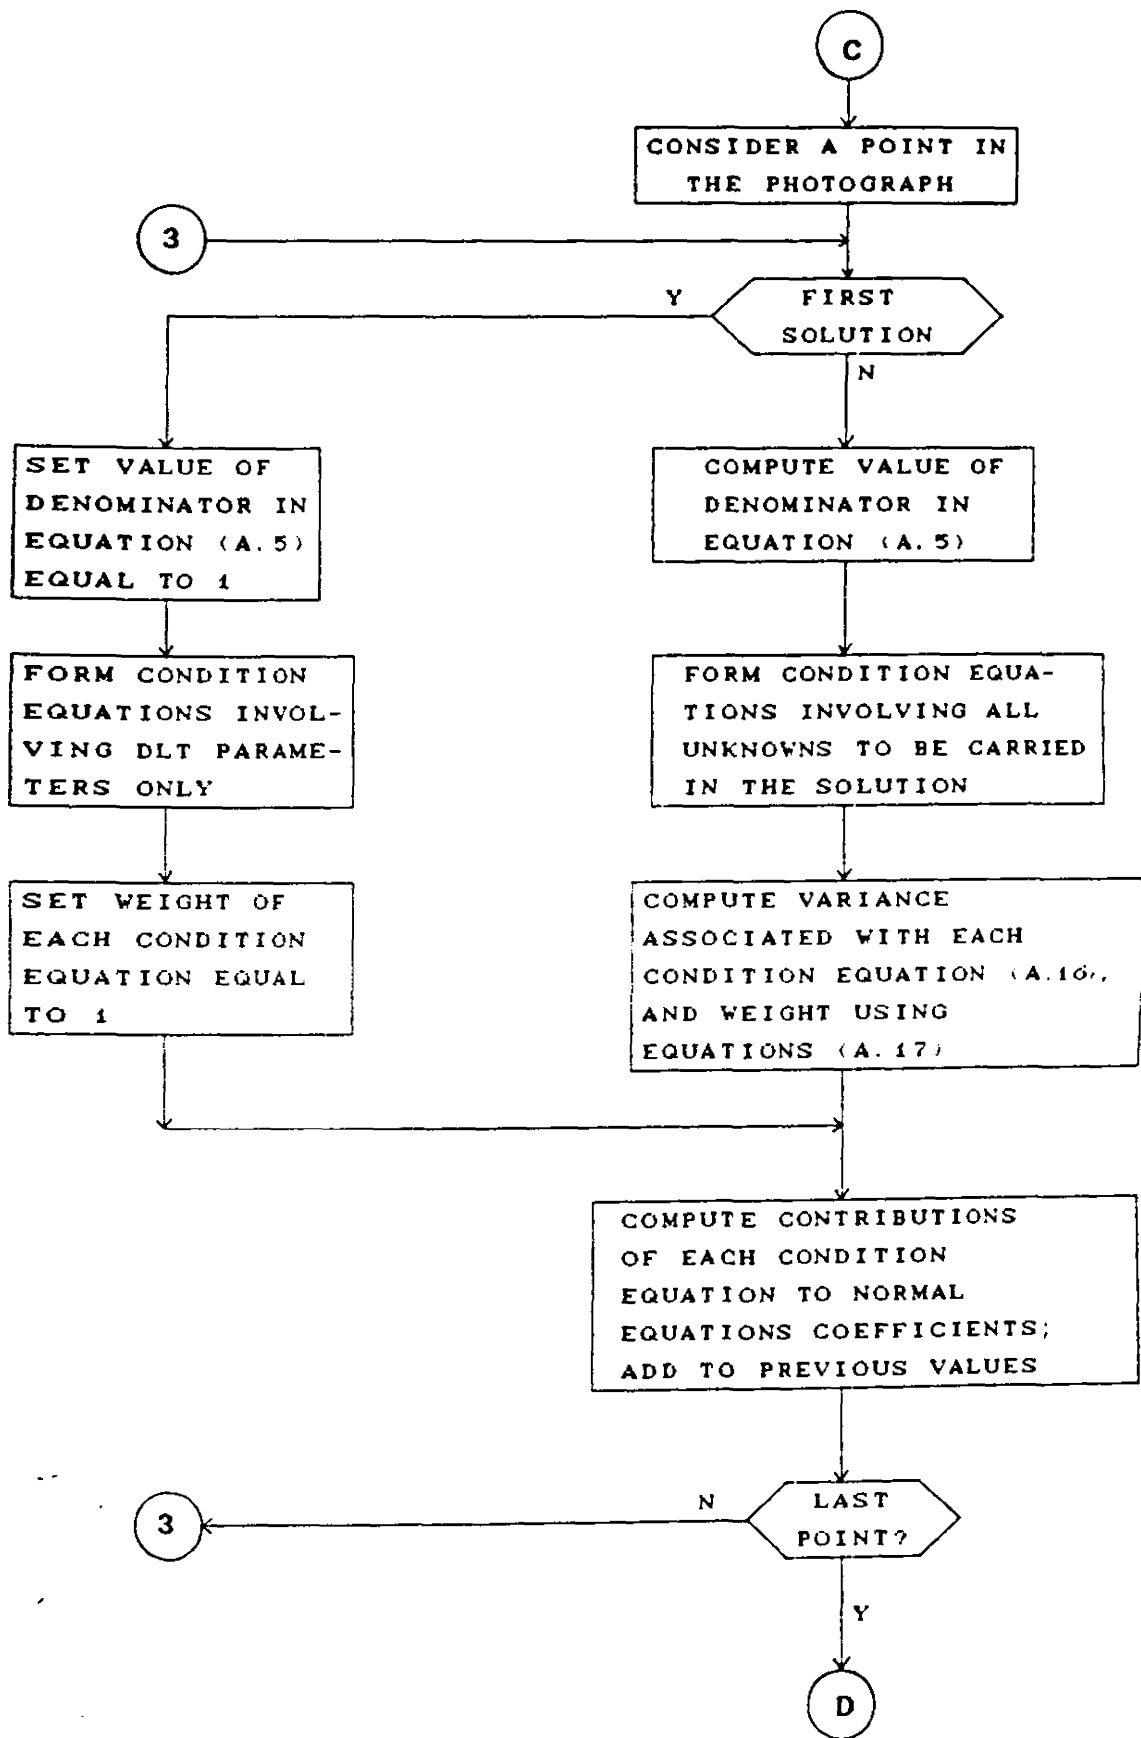 C
CONSIDER A POINT IN
THE PHOTOGRAPH
3
Y
FIRST
SOLUTION
N
SET VALUE OF
DENOMINATOR IN
EQUATION (A.5)
EQUAL TO 1
COMPUTE VALUE OF
DENOMINATOR IN
EQUATION (A.5)
FORM CONDITION
EQUATIONS INVOL-
VING DLT PARAME-
TERS ONLY
FORM CONDITION EQUA-
TIONS INVOLVING ALL
UNKNOWNS TO BE CARRIED
IN THE SOLUTION
SET WEIGHT OF
EACH CONDITION
EQUATION EQUAL
TO 1
COMPUTE VARIANCE
ASSOCIATED WITH EACH
CONDITION EQUATION (A.16),
AND WEIGHT USING
EQUATIONS (A.17)
COMPUTE CONTRIBUTIONS
OF EACH CONDITION
EQUATION TO NORMAL
EQUATIONS COEFFICIENTS;
ADD TO PREVIOUS VALUES
3
N
LAST
POINT?
Y
D